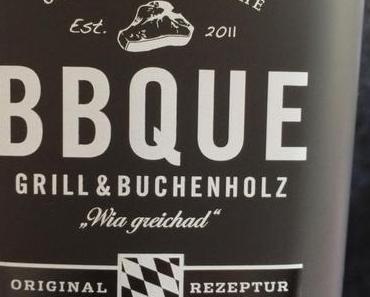 Est. 2011
BBQUE
GRILL & BUCHENHOLZ
„Wia greichad“
ORIGINAL REZEPTUR